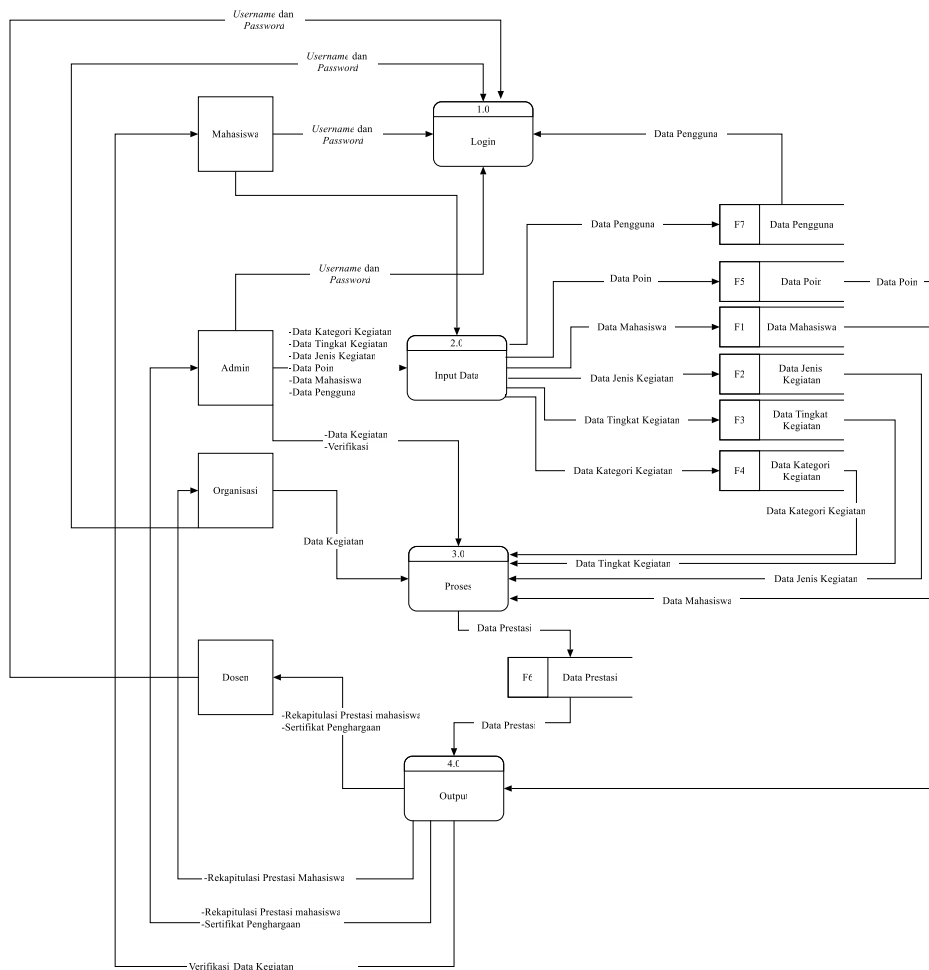 Username dan
Password
Username dan
Password
1.0
Login
Mahasiswa
Username dan
Password
Data Pengguna
F7
Data Pengguna
Data Pengguna
Username dan
Password
Data Poin
F5
Data Poin
Data Poin
Data Mahasiswa
F1
Data Mahasiswa
Admin
-Data Kategori Kegiatan
-Data Tingkat Kegiatan
-Data Jenis Kegiatan
-Data Poin
-Data Mahasiswa
-Data Pengguna
2.0
Input Data
Data Jenis Kegiatan
F2
Data Jenis
Kegiatan
Data Tingkat Kegiatan
F3
Data Tingkat
Kegiatan
-Data Kegiatan
-Verifikasi
Data Kategori Kegiatan
F4
Data Kategori
Kegiatan
Organisasi
Data Kategori Kegiatan
Data Kegiatan
3.0
Proses
Data Tingkat Kegiatan
Data Jenis Kegiatan
Data Mahasiswa
Data Prestasi
F6
Data Prestasi
Dosen
-Rekapitulasi Prestasi mahasiswa
-Sertifikat Penghargaan
Data Prestasi
4.0
Output
-Rekapitulasi Prestasi Mahasiswa
-Rekapitulasi Prestasi mahasiswa
-Sertifikat Penghargaan
Verifikasi Data Kegiatan